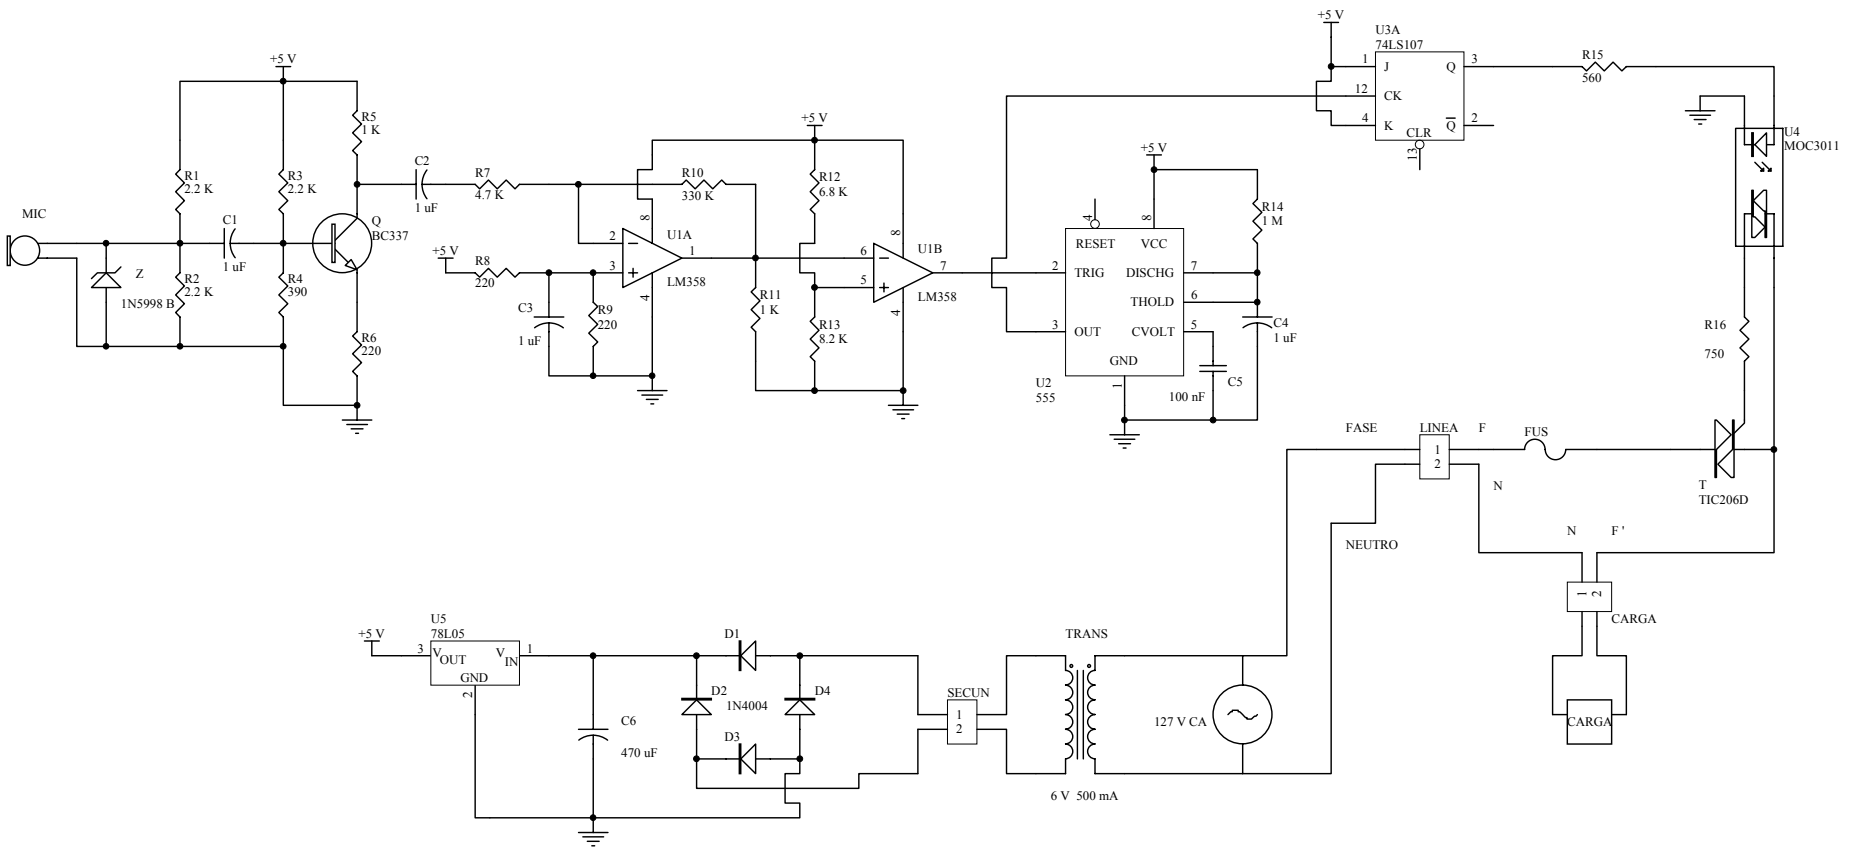 MIC
Z
1N5998 B
R1
2.2 K
R2
2.2 K
C1
1 uF
+5 V
R3
2.2 K
R4
390
R5
1 K
Q
BC337
R6
220
C2
1 uF
R7
4.7 K
+5 V
R8
220
C3
1 uF
R9
220
R10
330 K
2
3
8
4
1
U1A
LM358
R11
1 K
+5 V
R12
6.8 K
R13
8.2 K
6
5
8
4
7
U1B
LM358
+5 V
4
8
RESET
VCC
2
TRIG
DISCHG
7
THOLD
6
3
OUT
CVOLT
5
GND
1
U2
555
R14
1 M
C4
1 uF
C5
100 nF
+5 V
U3A
74LS107
1
J
Q
3
12
CK
4
K
Q
2
CLR
13
R15
560
U4
MOC3011
R16
750
T
TIC206D
FASE
LINEA
F
FUS
1
2
N
NEUTRO
N
F '
1
2
CARGA
CARGA
U5
78L05
+5 V
3
VOUT
VIN
1
GND
2
C6
470 uF
D1
D2
1N4004
D3
D4
SECUN
1
2
TRANS
6 V 500 mA
127 V CA